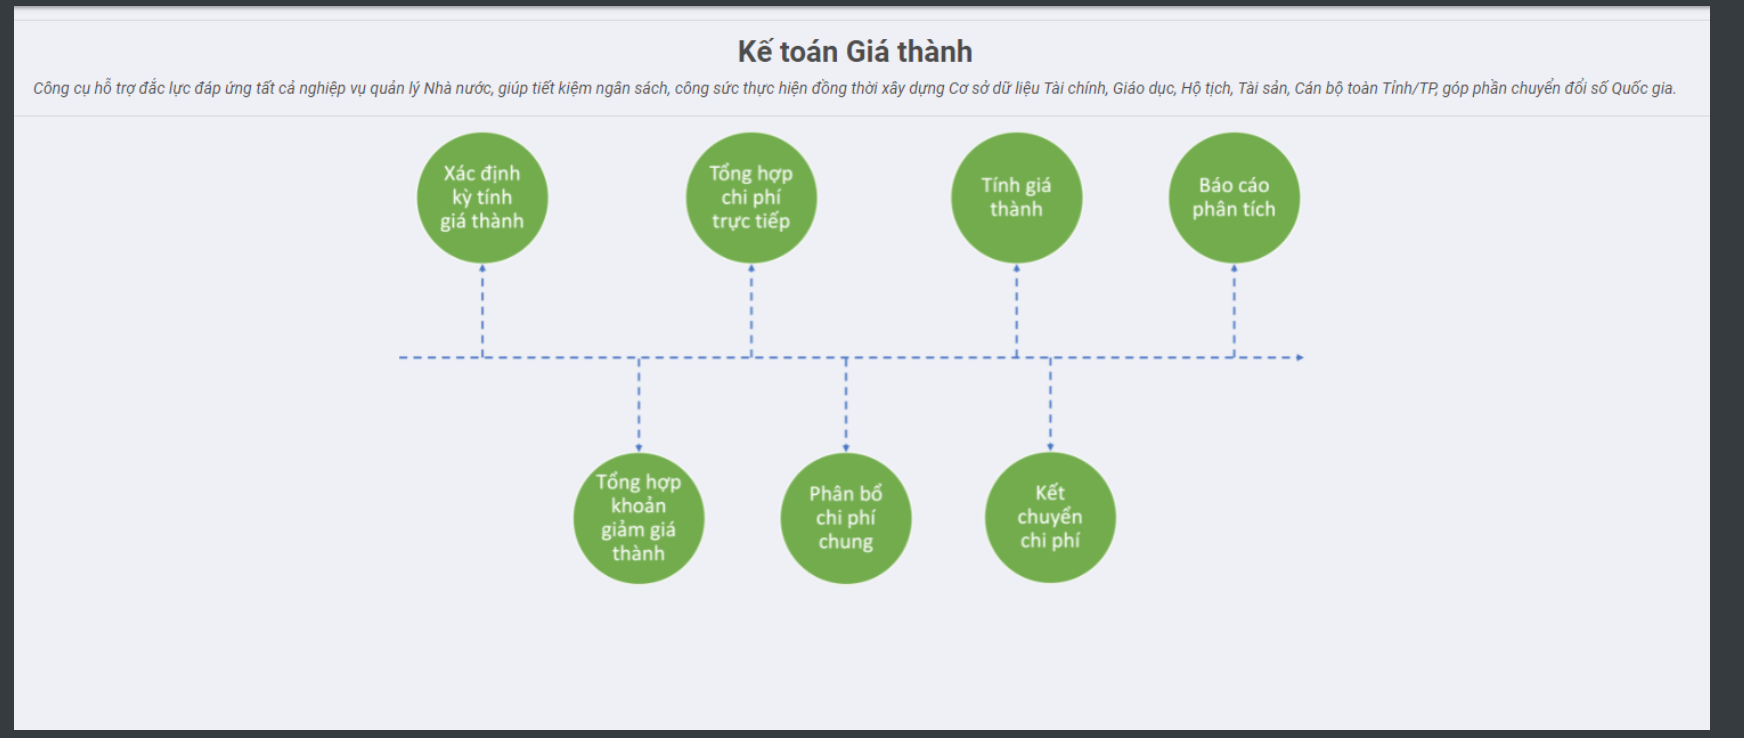 Kế toán Giá thành
Công cụ hỗ trợ đắc lực đáp ứng tất cả nghiệp vụ quản lý Nhà nước, giúp tiết kiệm ngân sách, công sức thực hiện đồng thời xây dựng Cơ sở dữ liệu Tài chính, Giáo dục, Hộ tịch, Tài sản, Cán bộ toàn Tỉnh/TP, góp phần chuyển đổi số Quốc gia.
Xác định
kỳ tính
giá thành
Tổng hợp
chi phí
trực tiếp
Tính giá
thành
Báo cáo
phân tích
Tổng hợp
khoản
giảm giá
thành
Phân bổ
chi phí
chung
Kết
chuyển
chi phí